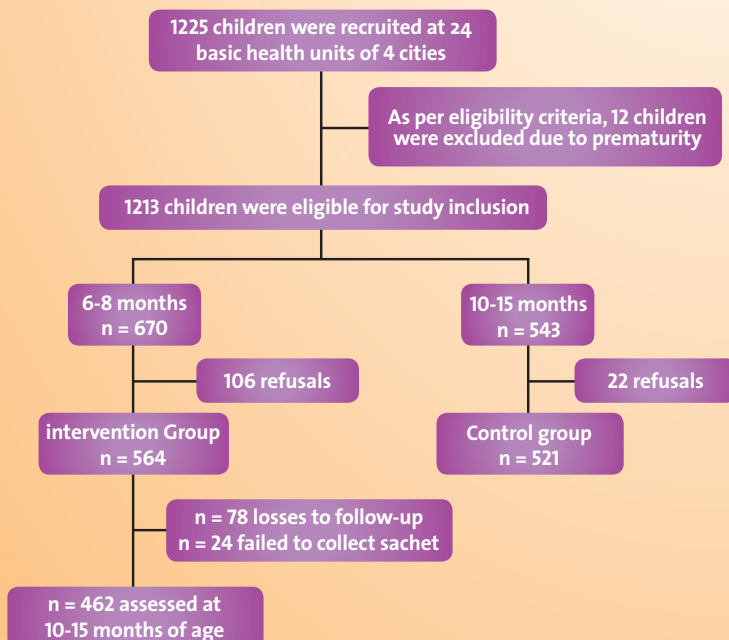 1225 children were recruited at 24
basic health units of 4 cities
As per eligibility criteria, 12 children
were excluded due to prematurity
1213 children were eligible for study inclusion
6-8 months
n = 670
10-15 months
n = 543
106 refusals
22 refusals
intervention Group
n = 564
Control group
n = 521
n = 78 losses to follow-up
n = 24 failed to collect sachet
n = 462 assessed at
10-15 months of age